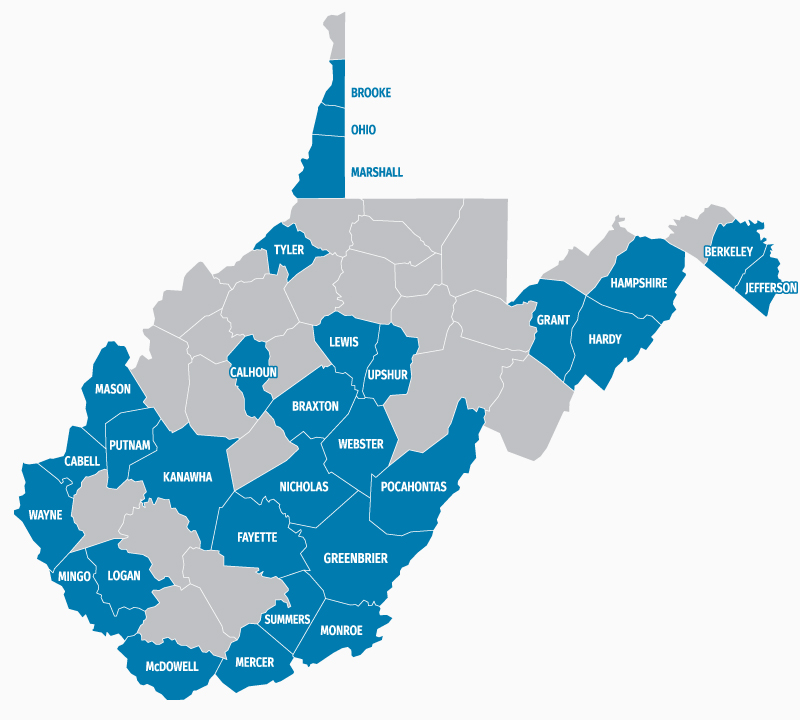 BROOKE
OHIO
MARSHALL
TYLER
BERKELEY
HAMPSHIRE
JEFFERSON
GRANT
HARDY
LEWIS
CALHOUN
UPSHUR
MASON
BRAXTON
PUTNAM
WEBSTER
CABELL
KANAWHA
NICHOLAS
POCAHONTAS
WAYNE
FAYETTE
GREENBRIER
MINGO
LOGAN
SUMMERS
MONROE
McDOWELL
MERCER